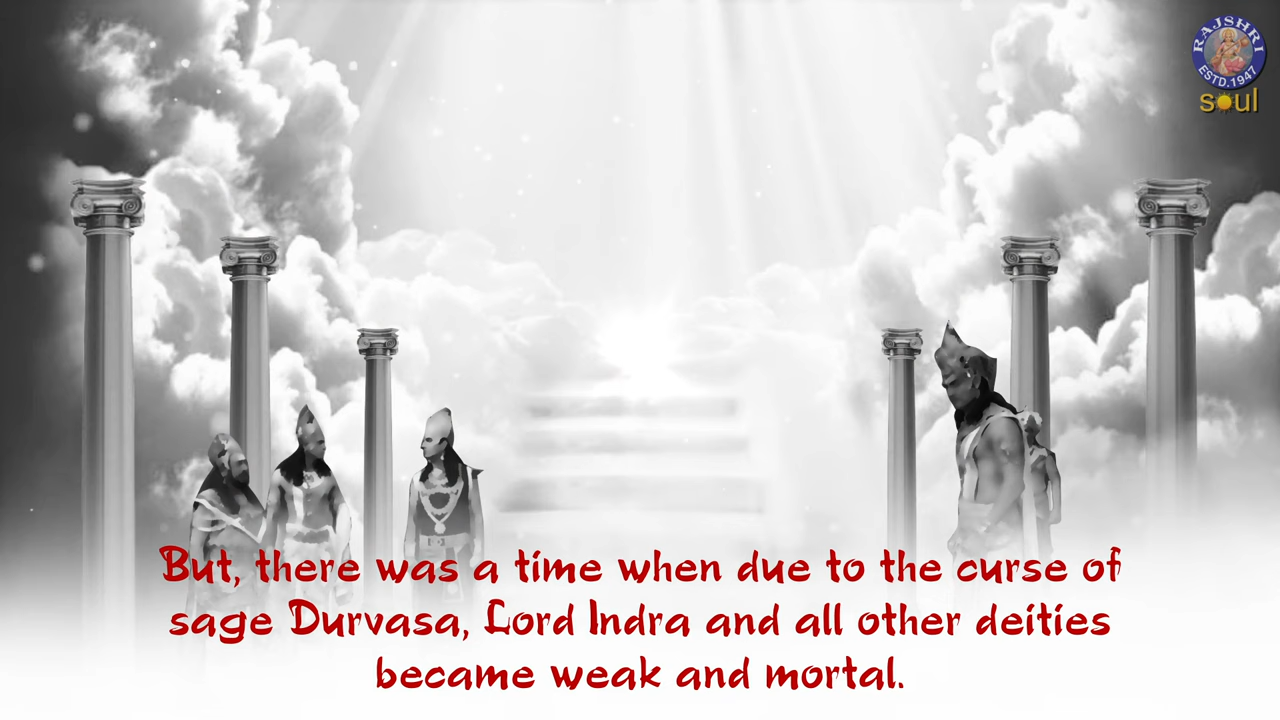 RAJSHRI
ESTD.1947
soul
But, there was a time when due to the curse of
sage Durvasa, Lord Indra and all other deities
became weak and mortal.